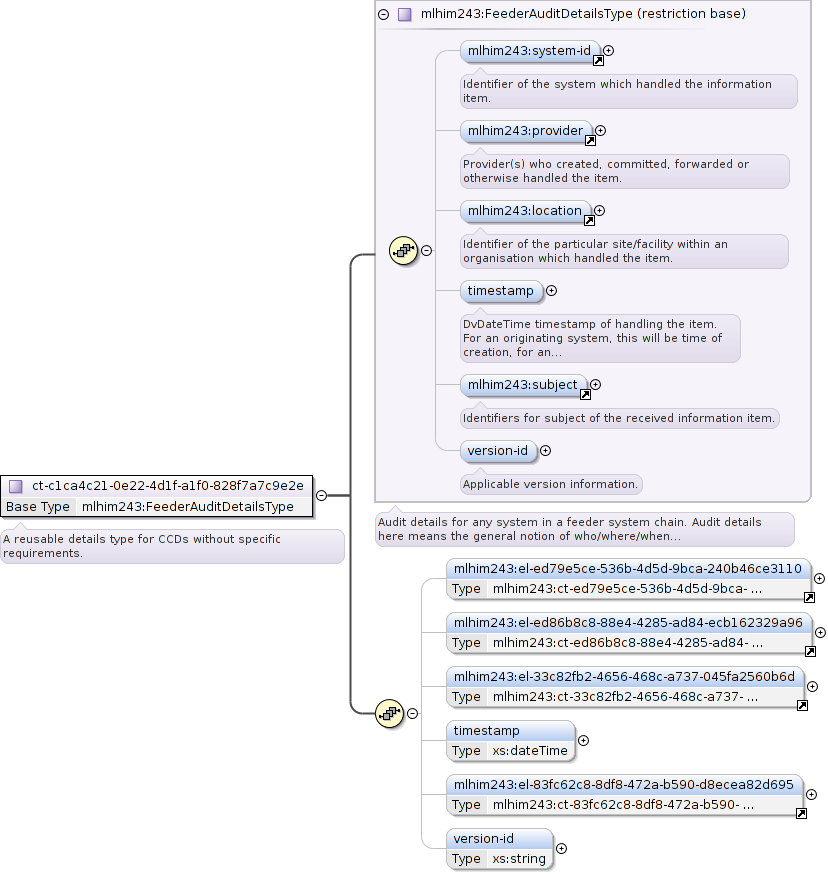 mlhim243:FeederAuditDetailsType (restriction base)
mlhim243:system-id
Identifier of the system which handled the information
item.
mlhim243:provider
Provider(s) who created, committed, forwarded or
otherwise handled the item.
mlhim243:location
Identifier of the particular site/facility within an
organisation which handled the item.
timestamp
DvDateTime timestamp of handling the item.
For an originating system, this will be time of
creation, for an...
mlhim243:subject
Identifiers for subject of the received information item.
version-id
Applicable version information.
ct-c1ca4c21-0e22-4d1f-a1f0-828f7a7c9e2e
Base Type mlhim243:FeederAuditDetailsType
A reusable details type for CCDs without specific
requirements.
Audit details for any system in a feeder system chain. Audit details
here means the general notion of who/where/when...
mlhim243:el-ed79e5ce-536b-4d5d-9bca-240b46ce3110
Type mlhim243:ct-ed79e5ce-536b-4d5d-9bca- ...
mlhim243:el-ed86b8c8-88e4-4285-ad84-ecb162329a96
Type mlhim243:ct-ed86b8c8-88e4-4285-ad84- ...
mlhim243:el-33c82fb2-4656-468c-a737-045fa2560b6d
Type mlhim243:ct-33c82fb2-4656-468c-a737- ...
timestamp
Type xs:dateTime
mlhim243:el-83fc62c8-8df8-472a-b590-d8ecea82d695
Type mlhim243:ct-83fc62c8-8df8-472a-b590- ...
version-id
Type xs:string